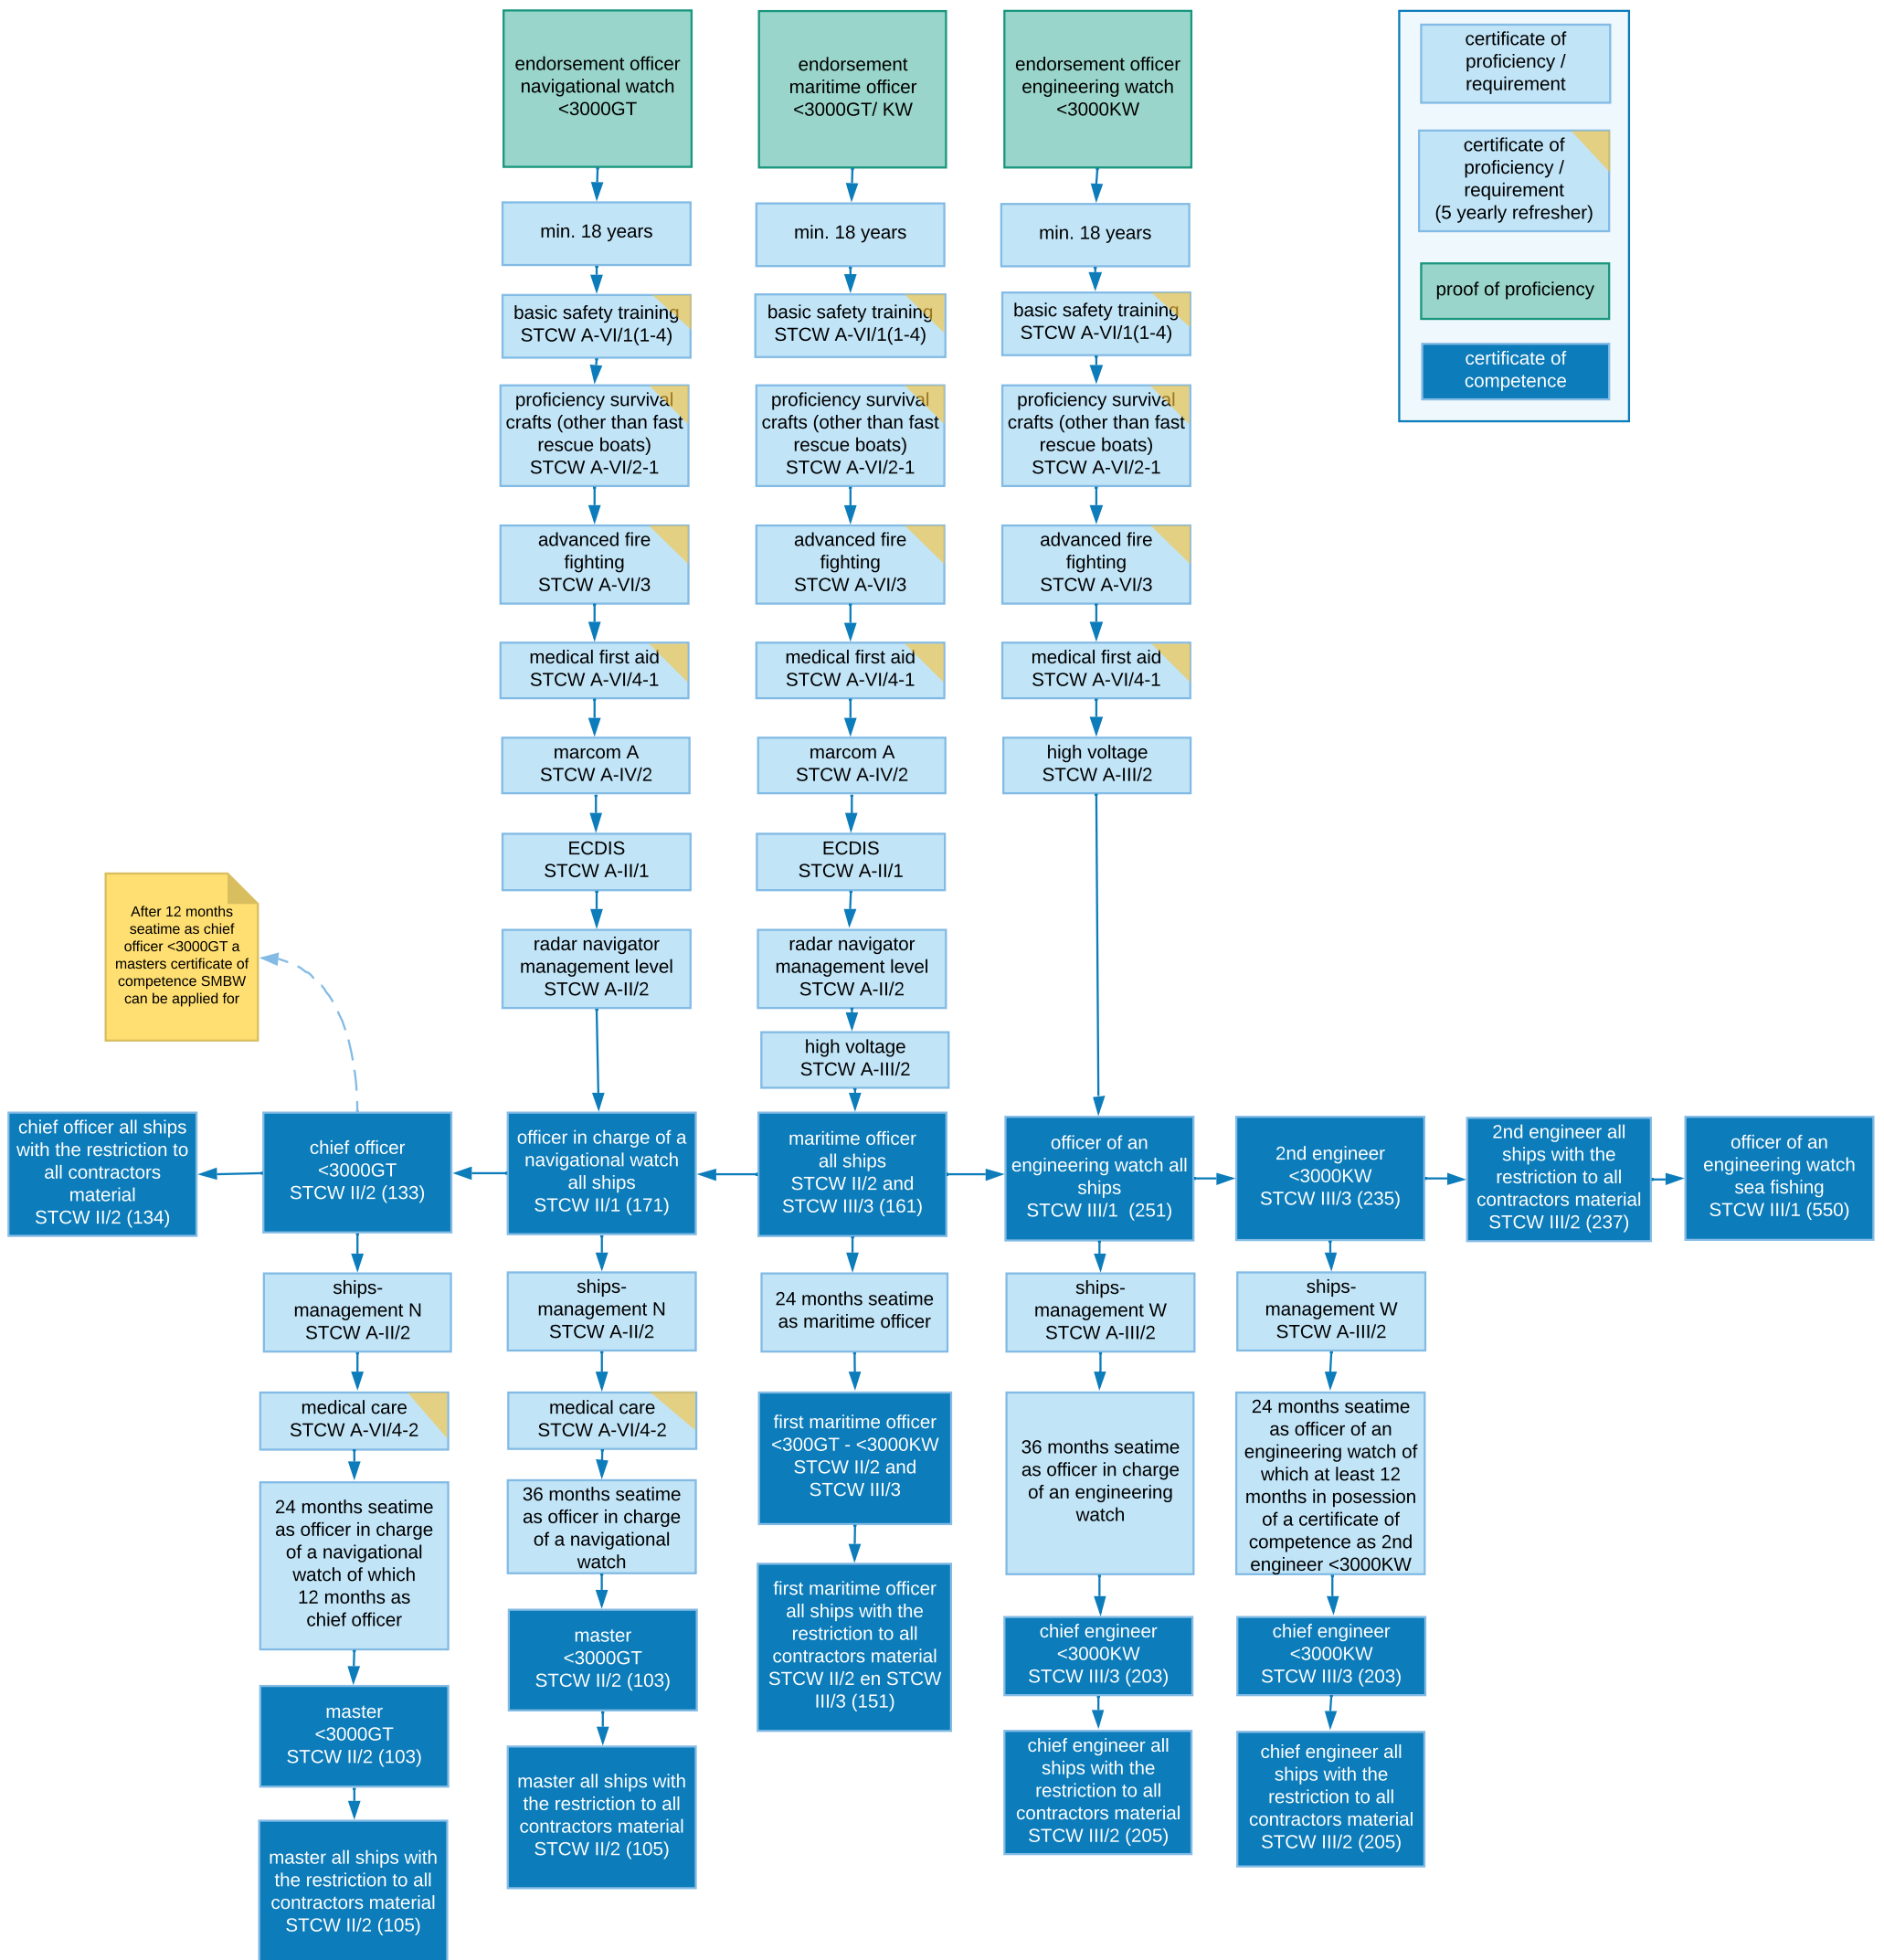 endorsement officer
navigational watch
<3000GT
endorsement
maritime officer
<3000GT/ KW
endorsement officer
engineering watch
<3000KW
certificate of
proficiency /
requirement
certificate of
proficiency /
requirement
(5 yearly refresher)
proof of proficiency
certificate of
competence
min. 18 years
min. 18 years
min. 18 years
basic safety training
STCW A-VI/1(1-4)
basic safety training
STCW A-VI/1(1-4)
basic safety training
STCW A-VI/1(1-4)
proficiency survival
crafts (other than fast
rescue boats)
STCW A-VI/2-1
proficiency survival
crafts (other than fast
rescue boats)
STCW A-VI/2-1
proficiency survival
crafts (other than fast
rescue boats)
STCW A-VI/2-1
advanced fire
fighting
STCW A-VI/3
advanced fire
fighting
STCW A-VI/3
advanced fire
fighting
STCW A-VI/3
medical first aid
STCW A-VI/4-1
medical first aid
STCW A-VI/4-1
medical first aid
STCW A-VI/4-1
marcom A
STCW A-IV/2
marcom A
STCW A-IV/2
high voltage
STCW A-III/2
ECDIS
STCW A-II/1
ECDIS
STCW A-II/1
After 12 months
seatime as chief
officer <3000GT a
masters certificate of
competence SMBW
can be applied for
radar navigator
management level
STCW A-II/2
radar navigator
management level
STCW A-II/2
high voltage
STCW A-III/2
chief officer all ships
with the restriction to
all contractors
material
STCW II/2 (134)
chief officer
<3000GT
STCW II/2 (133)
officer in charge of a
navigational watch
all ships
STCW II/1 (171)
maritime officer
all ships
STCW II/2 and
STCW III/3 (161)
officer of an
engineering watch all
ships
STCW III/1 (251)
2nd engineer
<3000KW
STCW III/3 (235)
2nd engineer all
ships with the
restriction to all
contractors material
STCW III/2 (237)
officer of an
engineering watch
sea fishing
STCW III/1 (550)
ships-
management N
STCW A-II/2
ships-
management N
STCW A-II/2
24 months seatime
as maritime officer
ships-
management W
STCW A-III/2
ships-
management W
STCW A-III/2
medical care
STCW A-VI/4-2
medical care
STCW A-VI/4-2
first maritime officer
<300GT - <3000KW
STCW II/2 and
STCW III/3
36 months seatime
as officer in charge
of an engineering
watch
24 months seatime
as officer of an
engineering watch of
which at least 12
months in posession
of a certificate of
competence as 2nd
engineer <3000KW
24 months seatime
as officer in charge
of a navigational
watch of which
12 months as
chief officer
36 months seatime
as officer in charge
of a navigational
watch
first maritime officer
all ships with the
restriction to all
contractors material
STCW II/2 en STCW
III/3 (151)
master
<3000GT
STCW II/2 (103)
master
<3000GT
STCW II/2 (103)
chief engineer
<3000KW
STCW III/3 (203)
chief engineer
<3000KW
STCW III/3 (203)
master all ships with
the restriction to all
contractors material
STCW II/2 (105)
master all ships with
the restriction to all
contractors material
STCW II/2 (105)
chief engineer all
ships with the
restriction to all
contractors material
STCW III/2 (205)
chief engineer all
ships with the
restriction to all
contractors material
STCW III/2 (205)